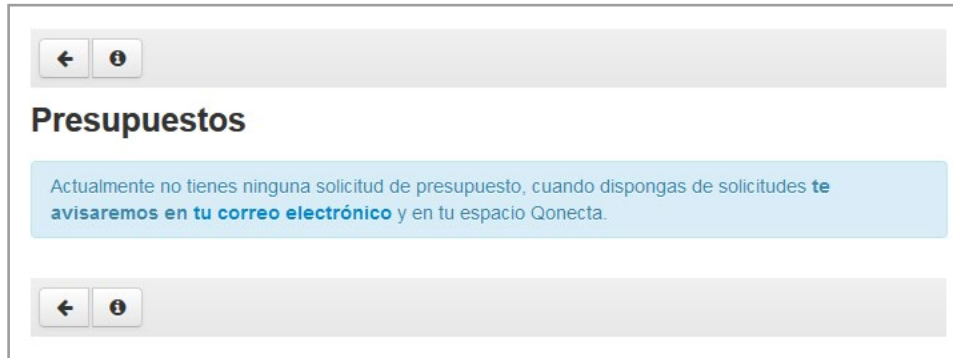 Presupuestos
Actualmente no tienes ninguna solicitud de presupuesto, cuando dispongas de solicitudes te
avisaremos en tu correo electrónico y en tu espacio Qonecta.